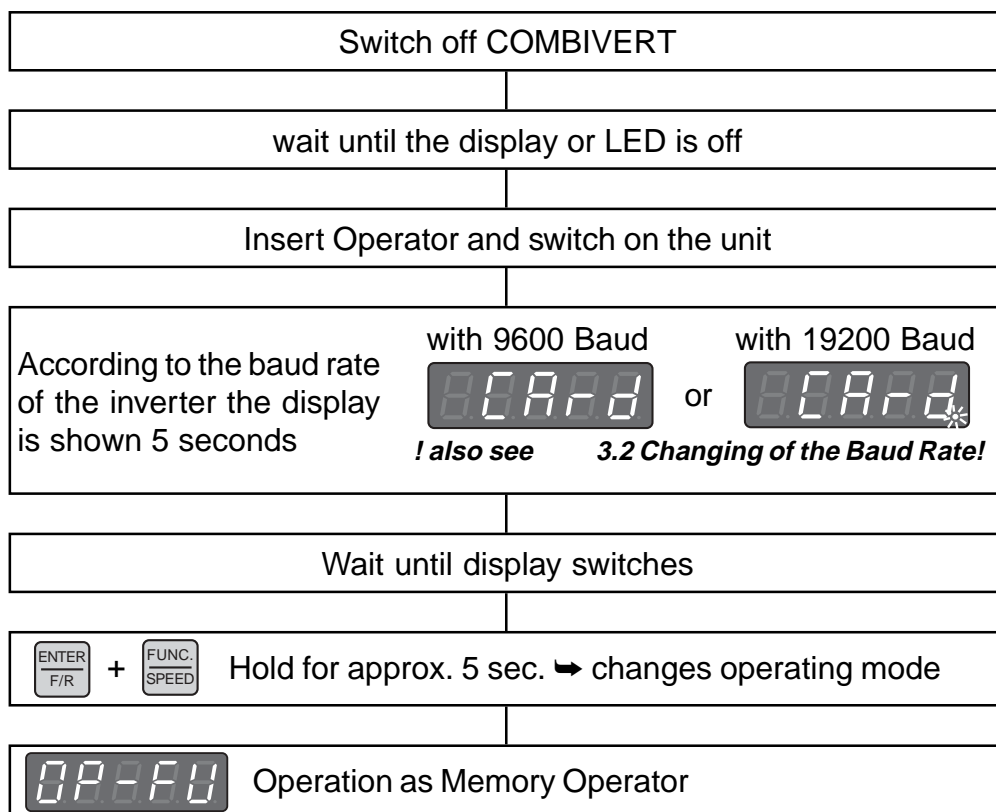 Switch off COMBIVERT
wait until the display or LED is off
Insert Operator and switch on the unit
According to the baud rate
of the inverter the display
is shown 5 seconds
with 9600 Baud
CArd
or
with 19200 Baud
CArd.
! also see 3.2 Changing of the Baud Rate!
Wait until display switches
ENTER
F/R
+
FUNC.
SPEED
Hold for approx. 5 sec. ➥ changes operating mode
OP-FU
Operation as Memory Operator